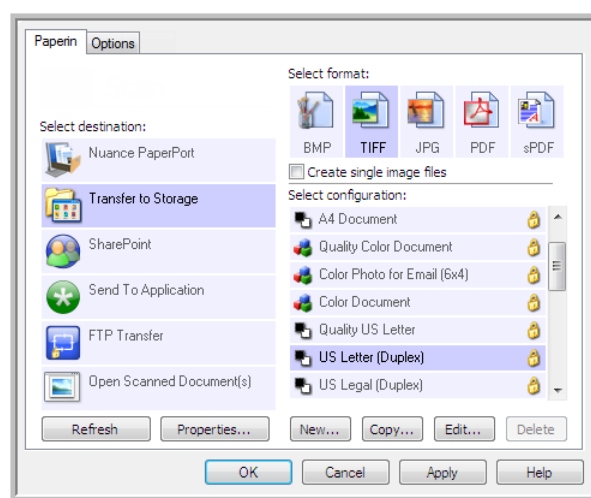 Paperin
Options
Select format:
BMP
TIFF
JPG
PDF
sPDF
Create single image files
Select destination:
Nuance PaperPort
Transfer to Storage
SharePoint
Send To Application
FTP Transfer
Open Scanned Document(s)
Select configuration:
A4 Document
Quality Color Document
Color Photo for Email (6x4)
Color Document
Quality US Letter
US Letter (Duplex)
US Legal (Duplex)
Refresh
Properties...
New...
Copy...
Edit...
Delete
OK
Cancel
Apply
Help